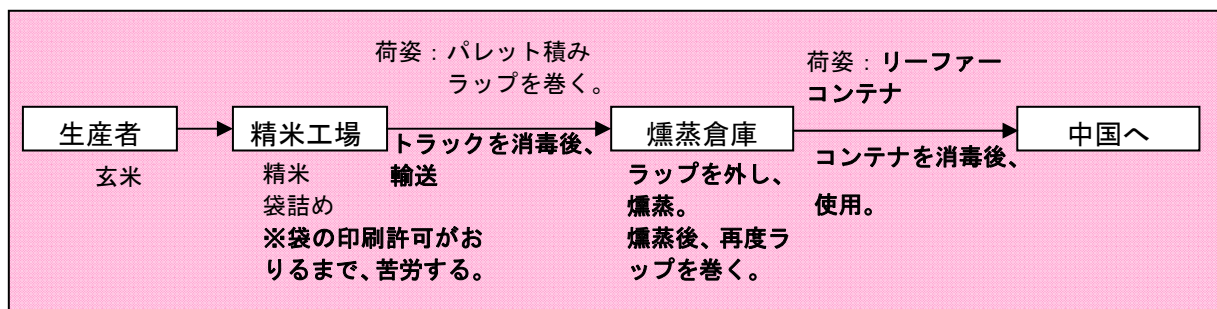 荷姿：パレット積み
ラップを巻く。
荷姿：リーファー
コンテナ
生産者
精米工場
燻蒸倉庫
中国へ
玄米
精米
袋詰め
※袋の印刷許可がお
りるまで、苦労する。
トラックを消毒後、
輸送
ラップを外し、
燻蒸。
燻蒸後、再度ラ
ップを巻く。
コンテナを消毒後、
使用。